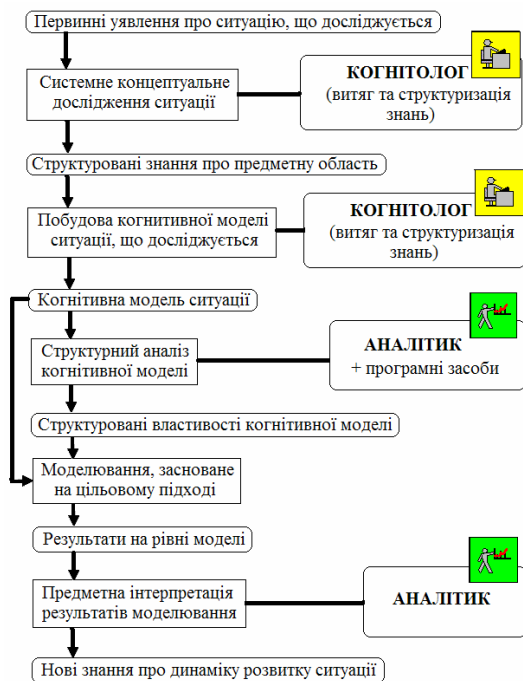 Первинні уявлення про ситуацію, що досліджується
Системне концептуальне
дослідження ситуації
КОГНІТОЛОГ
(витяг та структуризація
знань)
Структуровані знання про предметну область
Побудова когнитивної моделі
ситуації, що досліджується
КОГНІТОЛОГ
(витяг та структуризація
знань)
Когнітивна модель ситуації
Структурний аналіз
когнітивної моделі
АНАЛІТИК
+ програмні засоби
Структуровані властивості когнітивної моделі
Моделювання, засноване
на цільовому підході
Результати на рівні моделі
Предметна інтерпретація
результатів моделювання
АНАЛІТИК
Нові знання про динаміку розвитку ситуації